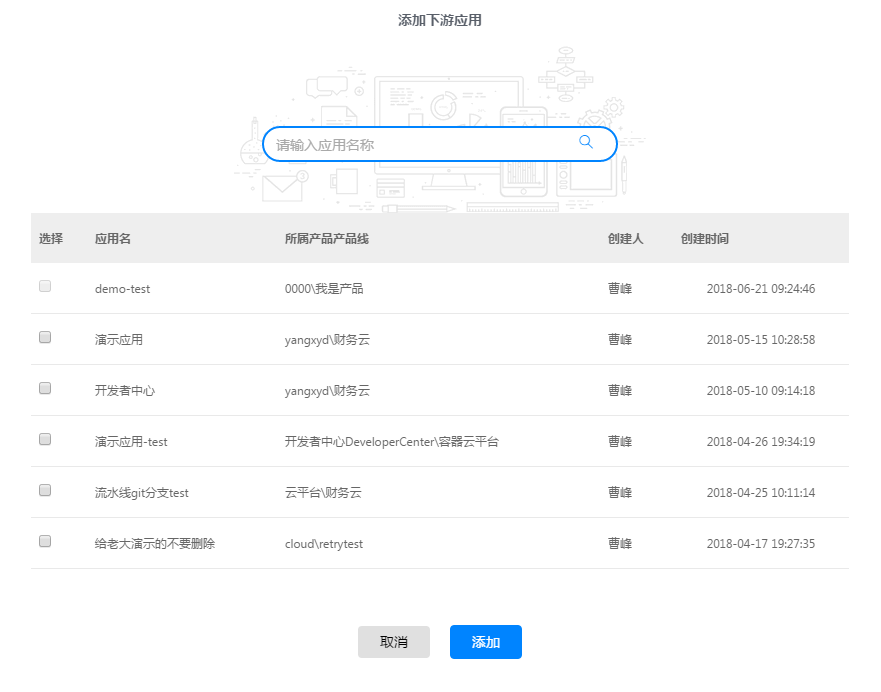 添加下游应用
3
请输入应用名称
选择 应用名 所属产品产品线 创建人 创建时间
demo-test 0000\我是产品 曹峰 2018-06-21 09:24:46
演示应用 yangxyd\财务云 曹峰 2018-05-15 10:28:58
开发者中心 yangxyd\财务云 曹峰 2018-05-10 09:14:18
演示应用-test 开发者中心DeveloperCenter\容器云平台 曹峰 2018-04-26 19:34:19
流水线git分支test 云平台\财务云 曹峰 2018-04-25 10:11:14
给老大演示的不要删除 cloud\retrytest 曹峰 2018-04-17 19:27:35
取消 添加